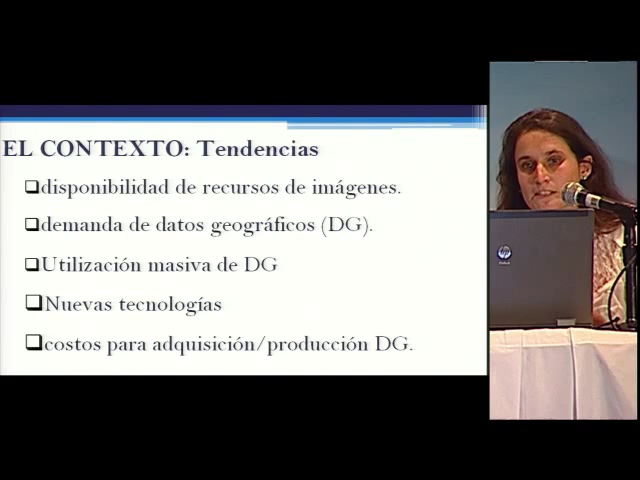 EL CONTEXTO: Tendencias
❑disponibilidad de recursos de imágenes.
❑demanda de datos geográficos (DG).
❑Utilización masiva de DG
❑Nuevas tecnologías
❑costos para adquisición/producción DG.
hp